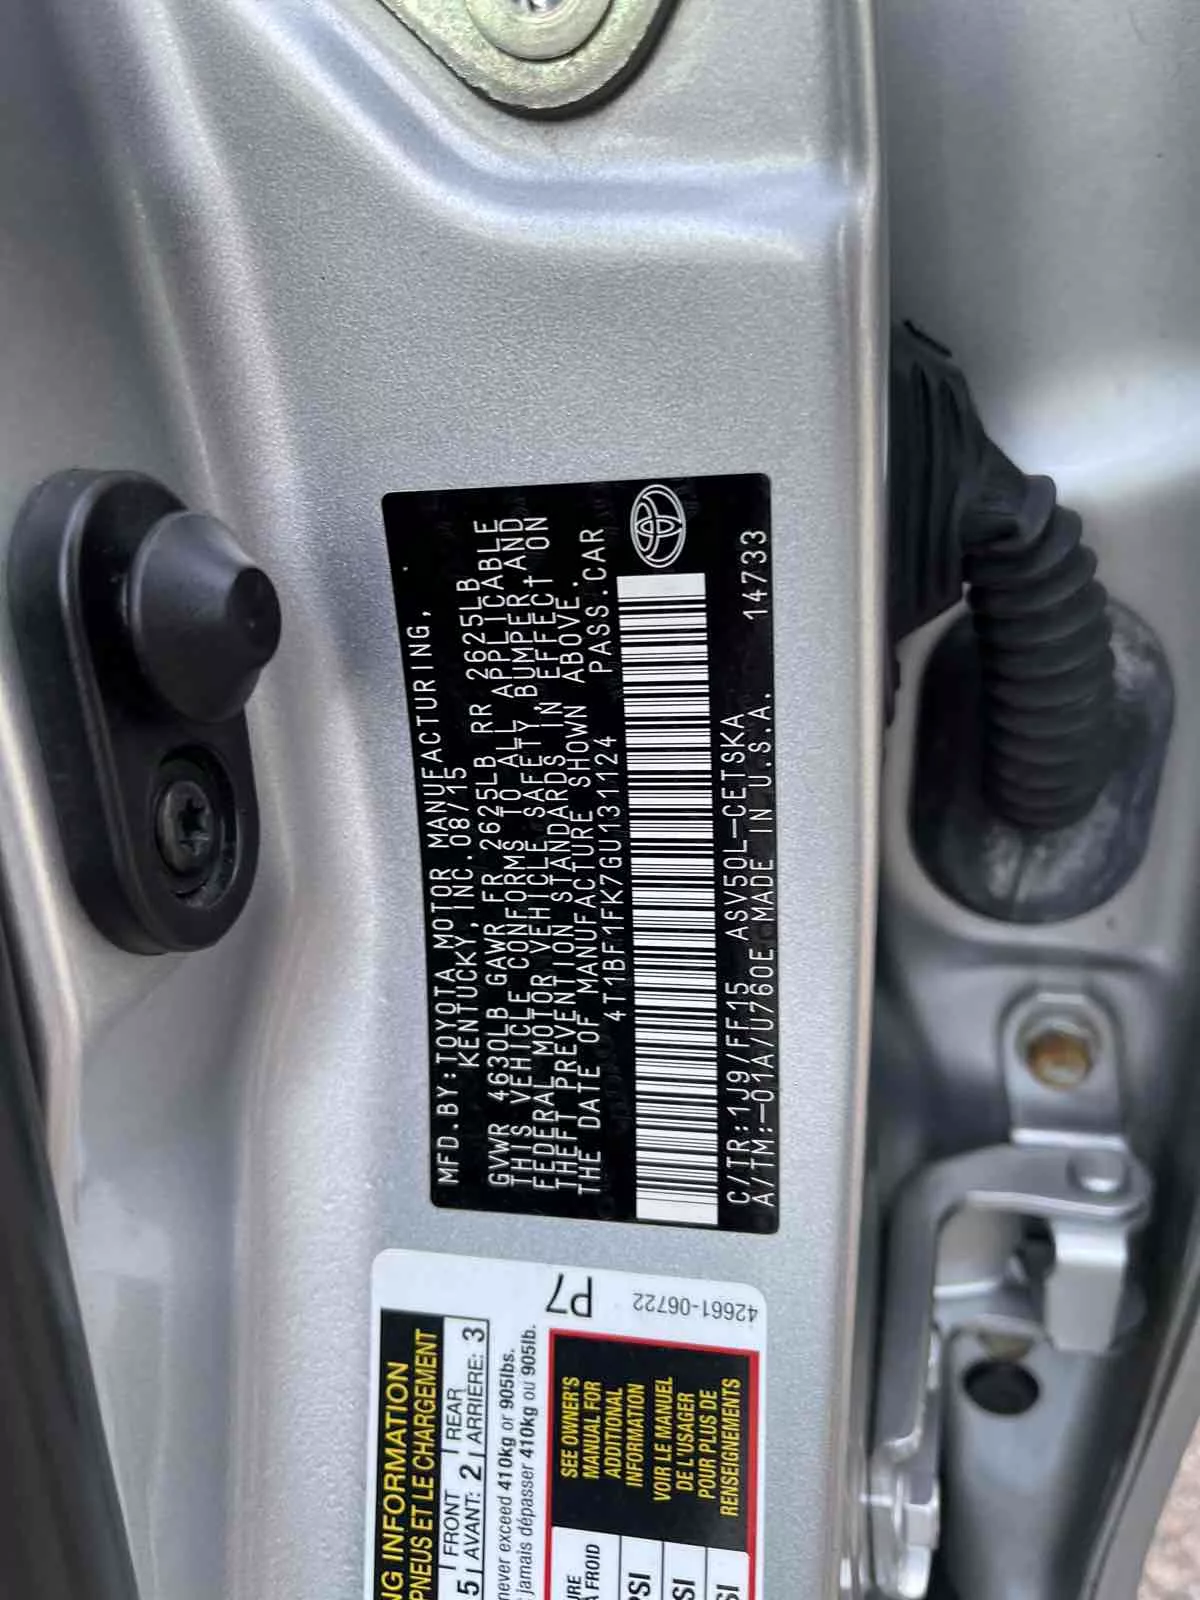 MFD.BY:TOYOTA MOTOR MANUFACTURING,
KENTUCKY, INC. 08/15
GVWR 4630LB GAWR FR 2625LB RR 2625LB
THIS VEHICLE CONFORMS TO ALL APPLICABLE
FEDERAL MOTOR VEHICLE SAFETY, BUMPER, AND
THEFT PREVENTION STANDARDS IN EFFECT ON
THE DATE OF MANUFACTURE SHOWN ABOVE.
4T1BF1FK7GU131124 PASS.CAR
C/TR:1J9/FF15 ASV50L-CETSKA
A/TM:-01A/U760E MADE IN U.S.A. 14733
P7
42661-06722
NG INFORMATION
PNEUS ET LE CHARGEMENT
5 FRONT AVANT: 2 REAR ARRIÈRE: 3
never exceed 410kg or 905lbs.
jamais dépasser 410kg ou 905lb.
SEE OWNER'S
MANUAL FOR
ADDITIONAL
INFORMATION
VOIR LE MANUEL
DE L'USAGER
POUR PLUS DE
RENSEIGNEMENTS
FROID
PSI